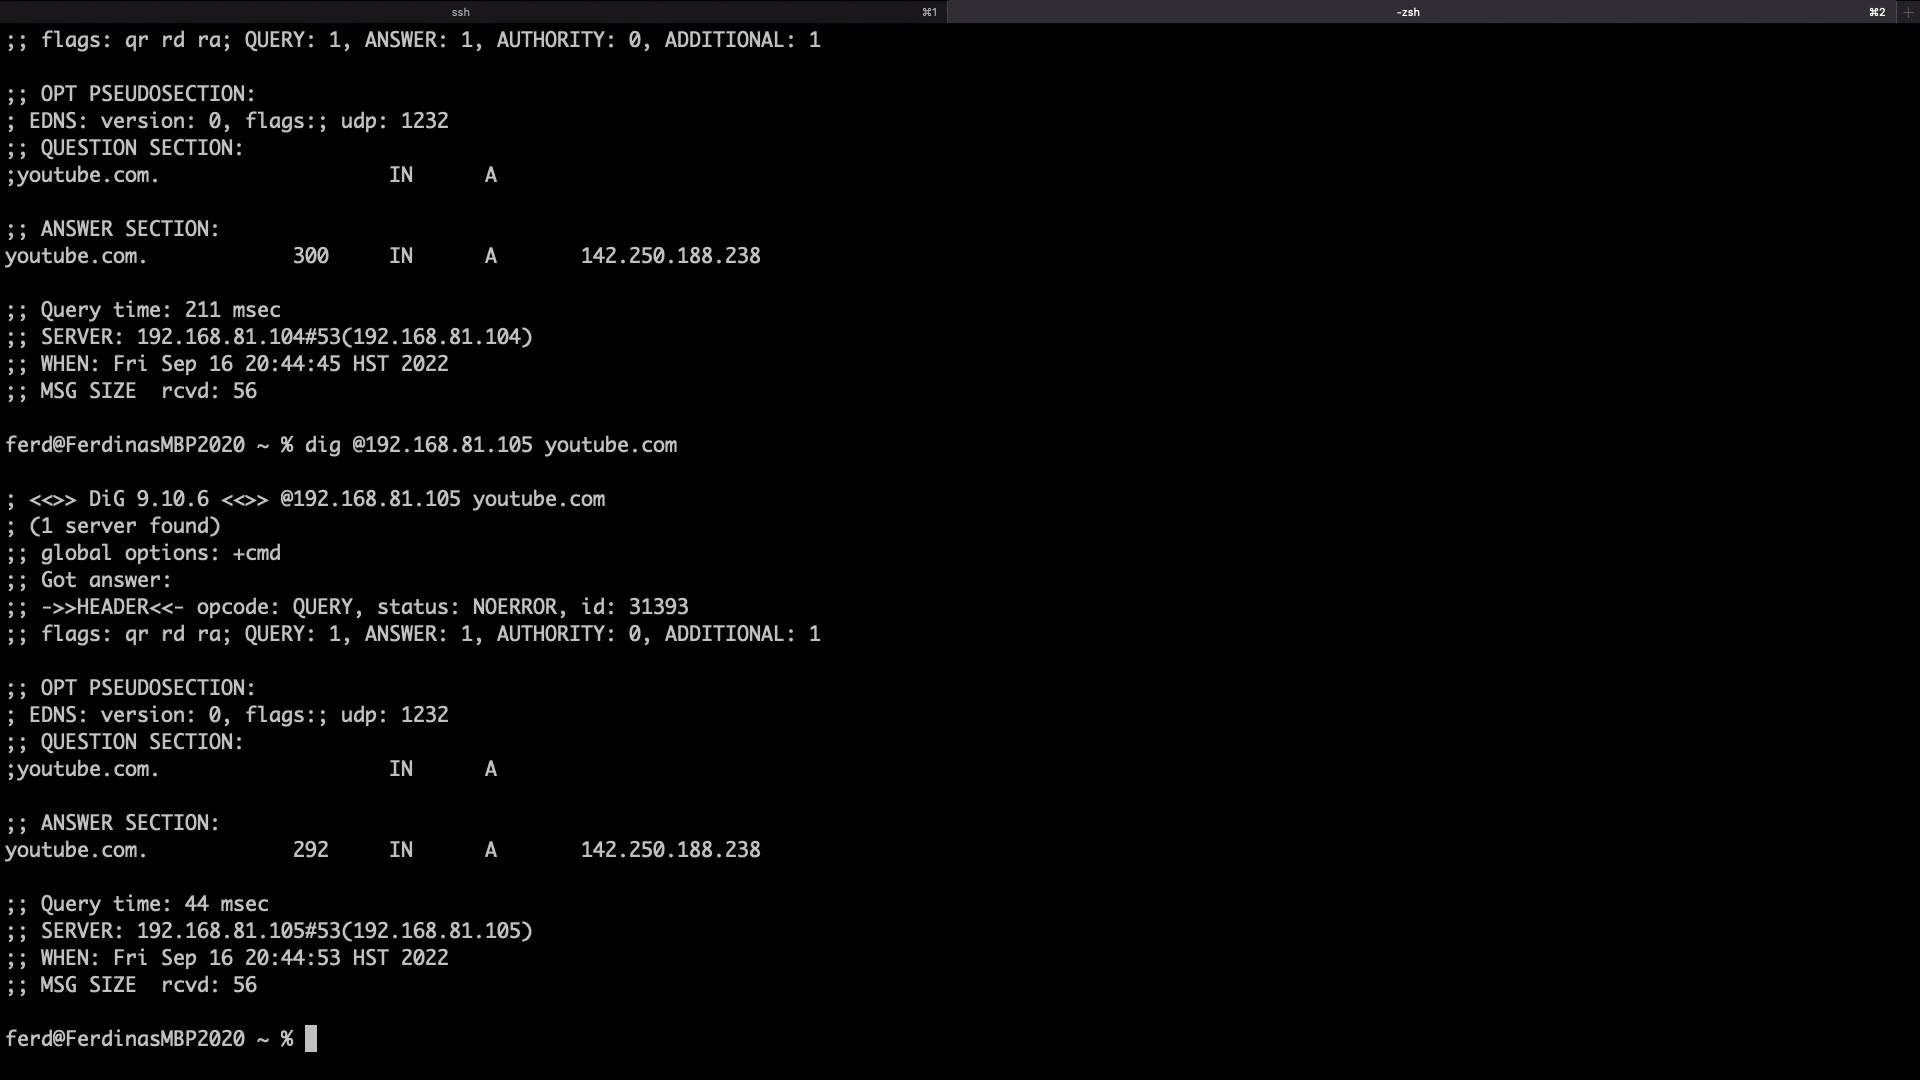 ssh ⌘1 -zsh ⌘2 +
;; flags: qr rd ra; QUERY: 1, ANSWER: 1, AUTHORITY: 0, ADDITIONAL: 1
;; OPT PSEUDOSECTION:
; EDNS: version: 0, flags:; udp: 1232
;; QUESTION SECTION:
;youtube.com. IN A
;; ANSWER SECTION:
youtube.com. 300 IN A 142.250.188.238
;; Query time: 211 msec
;; SERVER: 192.168.81.104#53(192.168.81.104)
;; WHEN: Fri Sep 16 20:44:45 HST 2022
;; MSG SIZE  rcvd: 56
ferd@FerdinasMBP2020 ~ % dig @192.168.81.105 youtube.com
; <<>> DiG 9.10.6 <<>> @192.168.81.105 youtube.com
; (1 server found)
;; global options: +cmd
;; Got answer:
;; ->>HEADER<<- opcode: QUERY, status: NOERROR, id: 31393
;; flags: qr rd ra; QUERY: 1, ANSWER: 1, AUTHORITY: 0, ADDITIONAL: 1
;; OPT PSEUDOSECTION:
; EDNS: version: 0, flags:; udp: 1232
;; QUESTION SECTION:
;youtube.com. IN A
;; ANSWER SECTION:
youtube.com. 292 IN A 142.250.188.238
;; Query time: 44 msec
;; SERVER: 192.168.81.105#53(192.168.81.105)
;; WHEN: Fri Sep 16 20:44:53 HST 2022
;; MSG SIZE  rcvd: 56
ferd@FerdinasMBP2020 ~ %